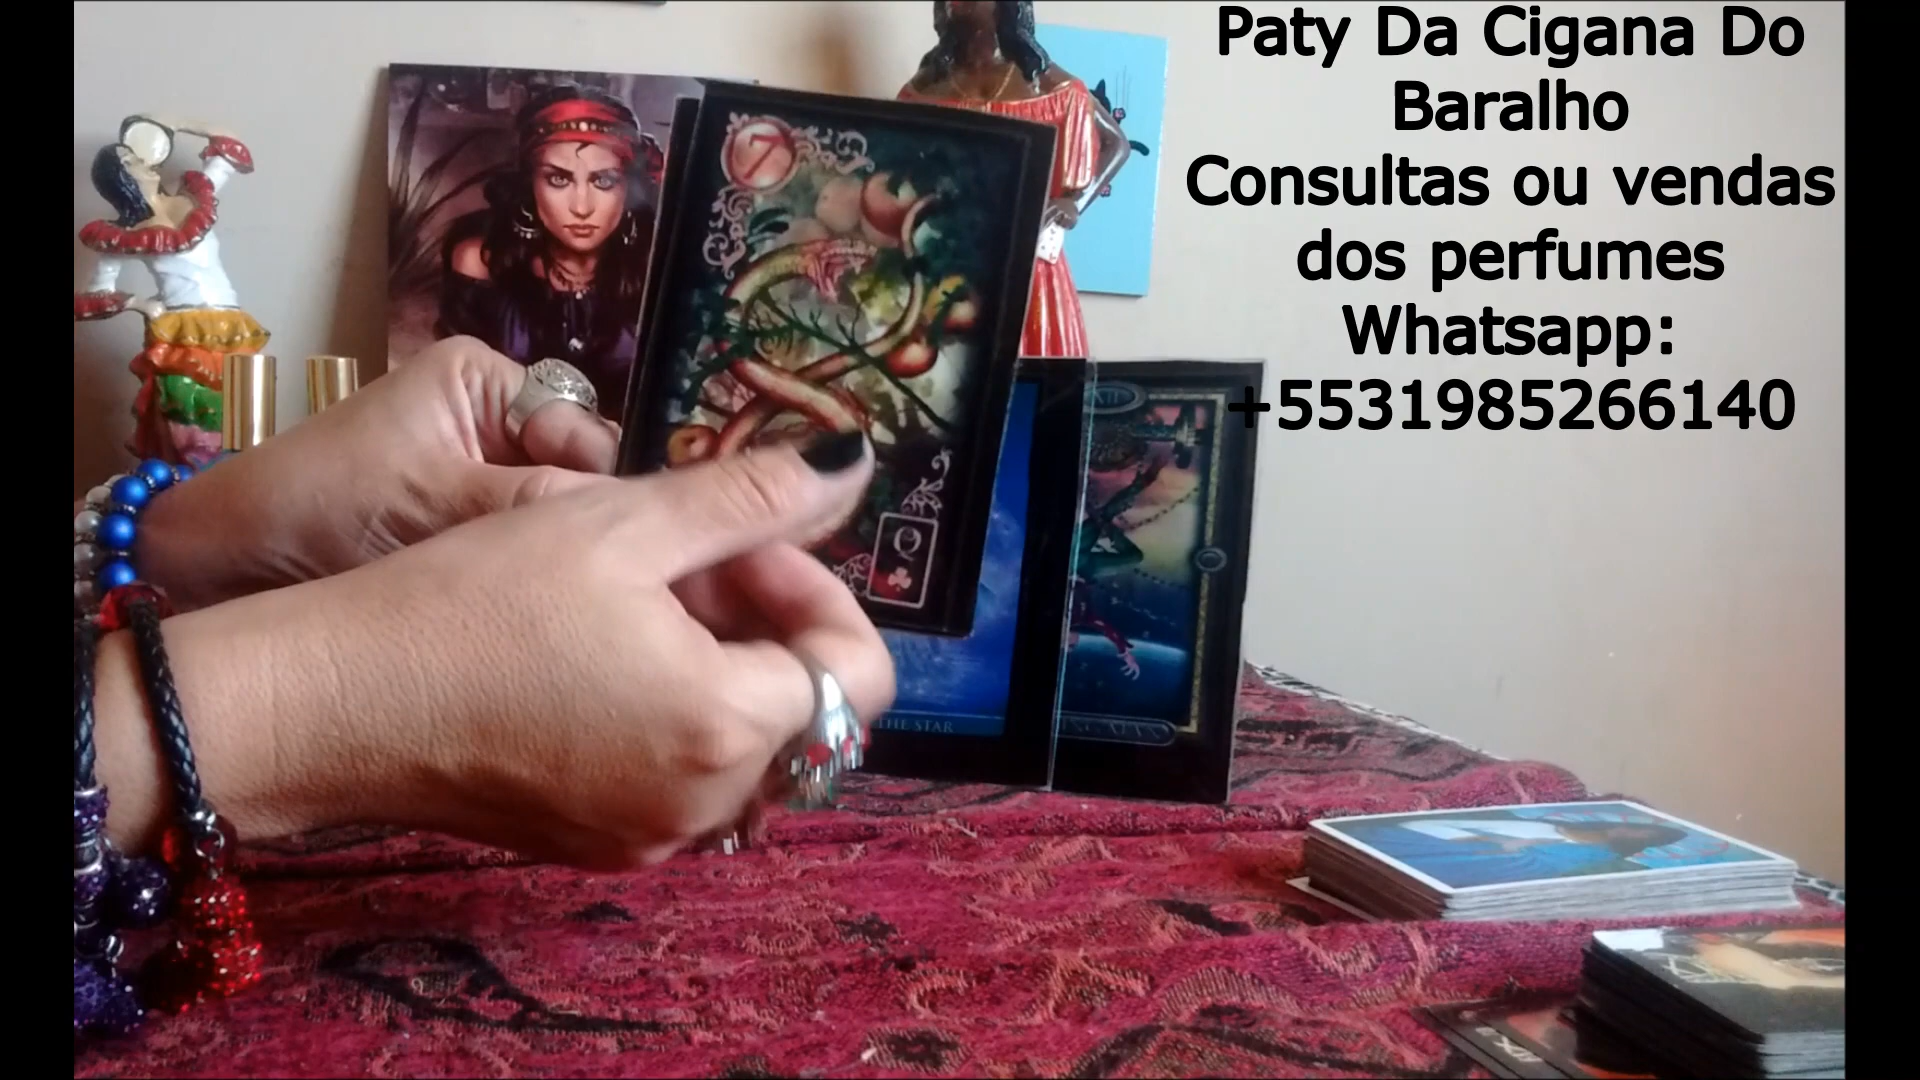 Paty Da Cigana Do
Baralho
Consultas ou vendas
dos perfumes
Whatsapp:
+5531985266140
7
Q
THE STAR